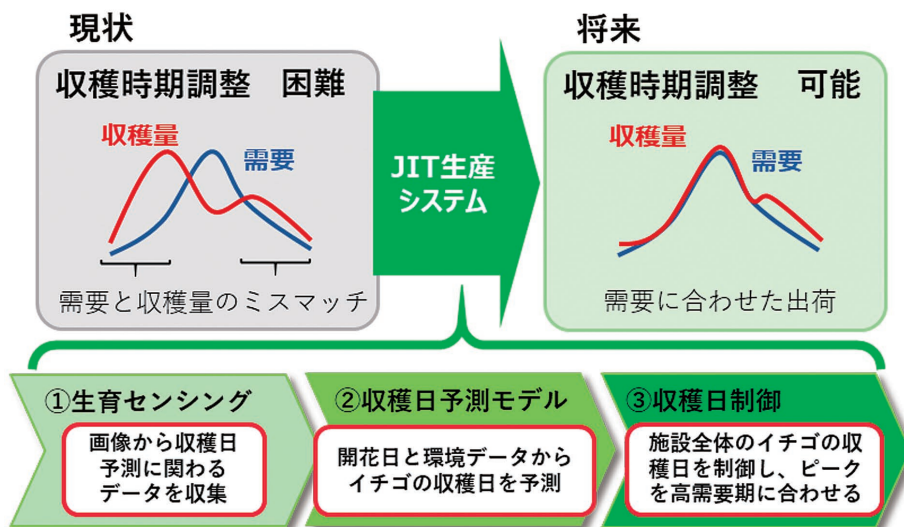 現状
収穫時期調整 困難
収穫量
需要
需要と収穫量のミスマッチ
JIT生産
システム
将来
収穫時期調整 可能
収穫量
需要
需要に合わせた出荷
①生育センシング
画像から収穫日
予測に関わる
データを収集
②収穫日予測モデル
開花日と環境データから
イチゴの収穫日を予測
③収穫日制御
施設全体のイチゴの収
穫日を制御し、ピーク
を高需要期に合わせる